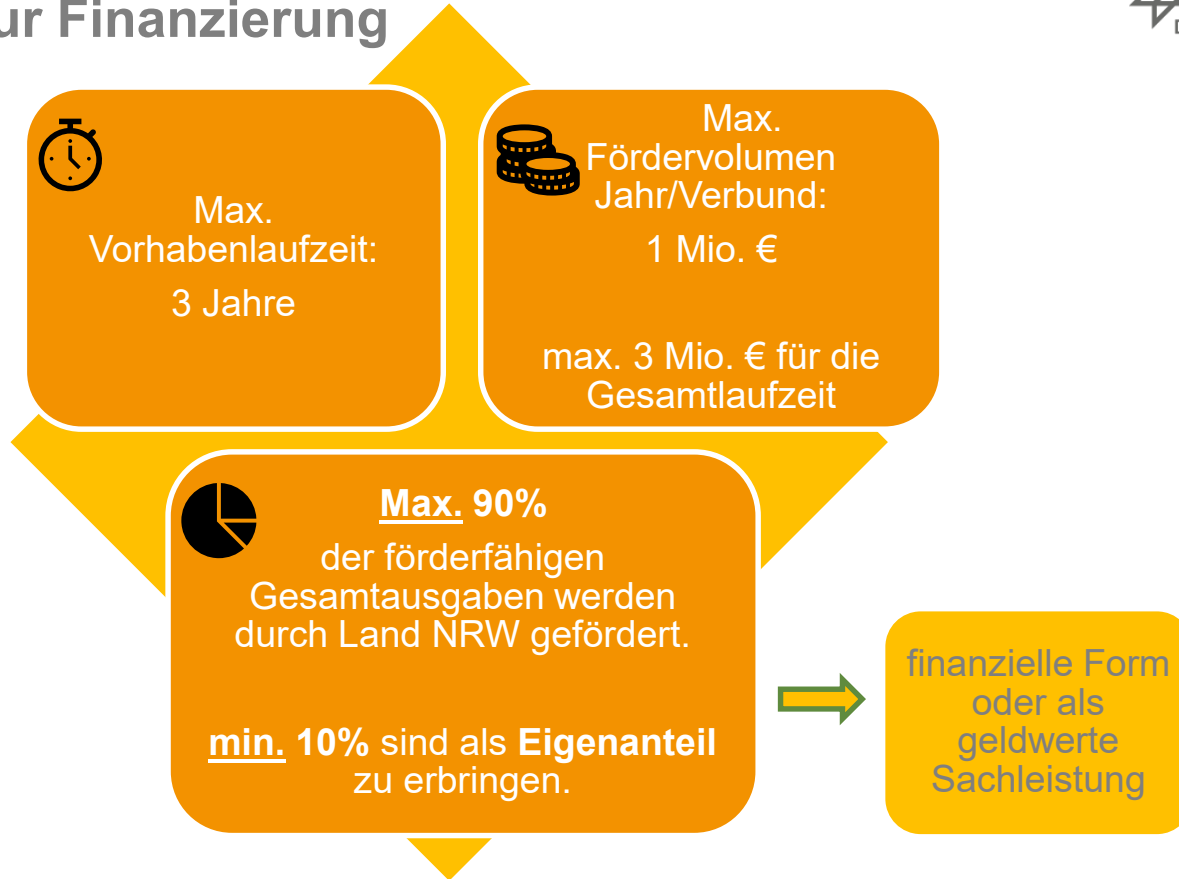 ur Finanzierung
Max.
Vorhabenlaufzeit:
3 Jahre
Max.
Fördervolumen
Jahr/Verbund:
1 Mio. €
max. 3 Mio. € für die
Gesamtlaufzeit
Max. 90%
der förderfähigen
Gesamtausgaben werden
durch Land NRW gefördert.
min. 10% sind als Eigenanteil
zu erbringen.
finanzielle Form
oder als
geldwerte
Sachleistung